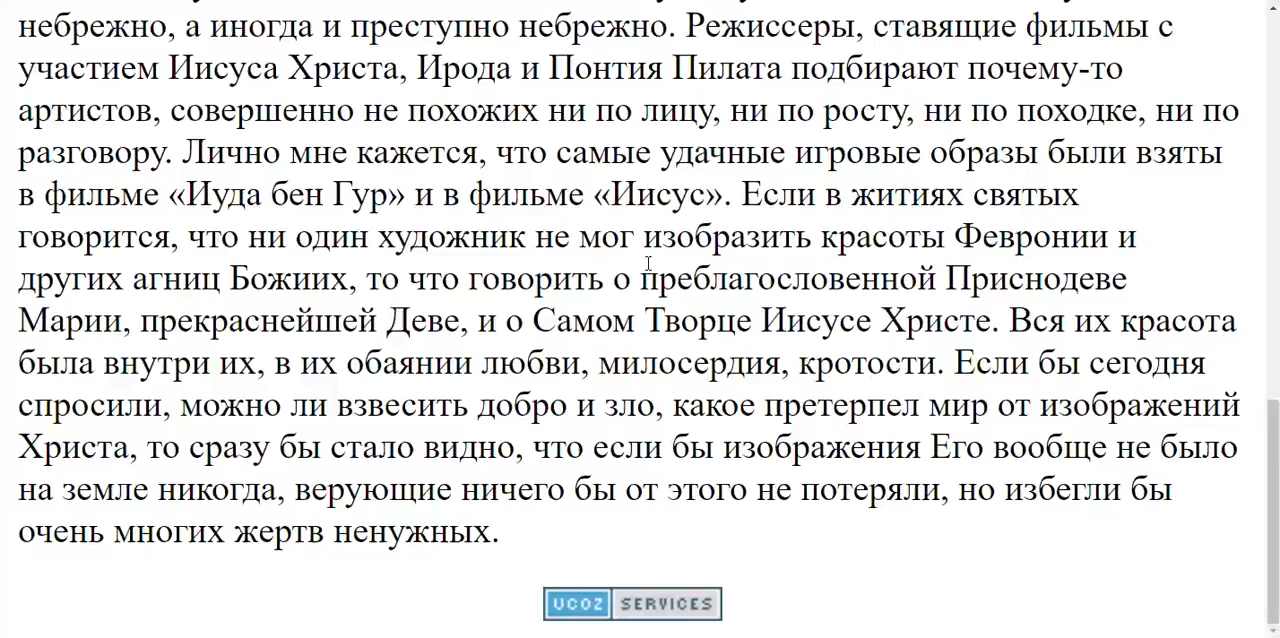 небрежно, а иногда и преступно небрежно. Режиссеры, ставящие фильмы с
участием Иисуса Христа, Ирода и Понтия Пилата подбирают почему-то
артистов, совершенно не похожих ни по лицу, ни по росту, ни по походке, ни по
разговору. Лично мне кажется, что самые удачные игровые образы были взяты
в фильме «Иуда бен Гур» и в фильме «Иисус». Если в житиях святых
говорится, что ни один художник не мог изобразить красоты Февронии и
других агниц Божиих, то что говорить о преблагословенной Приснодеве
Марии, прекраснейшей Деве, и о Самом Творце Иисусе Христе. Вся их красота
была внутри их, в их обаянии любви, милосердия, кротости. Если бы сегодня
спросили, можно ли взвесить добро и зло, какое претерпел мир от изображений
Христа, то сразу бы стало видно, что если бы изображения Его вообще не было
на земле никогда, верующие ничего бы от этого не потеряли, но избегли бы
очень многих жертв ненужных.
UCOZ SERVICES